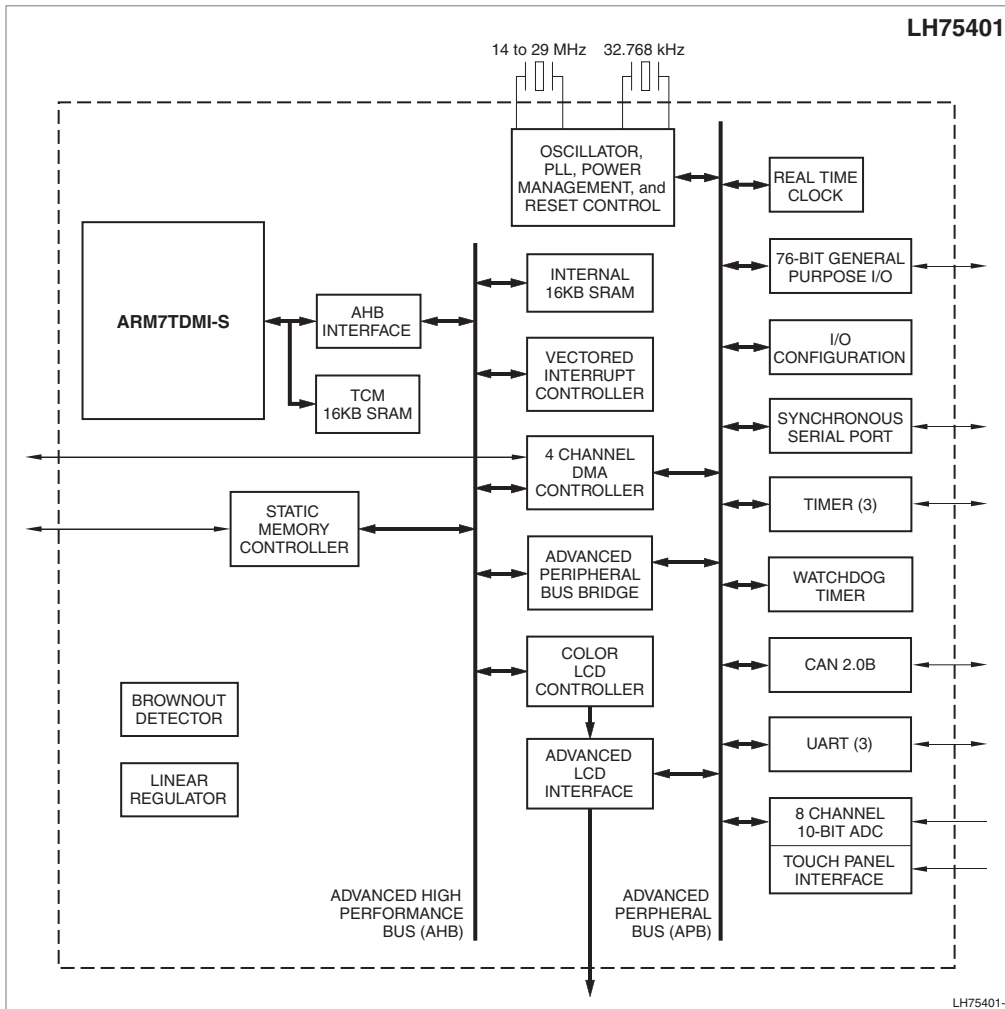 LH75401
14 to 29 MHz
32.768 kHz
OSCILLATOR,
PLL, POWER
MANAGEMENT, and
RESET CONTROL
REAL TIME
CLOCK
76-BIT GENERAL
PURPOSE I/O
INTERNAL
16KB SRAM
ARM7TDMI-S
AHB
INTERFACE
I/O
CONFIGURATION
VECTORED
INTERRUPT
CONTROLLER
TCM
16KB SRAM
SYNCHRONOUS
SERIAL PORT
4 CHANNEL
DMA
CONTROLLER
TIMER (3)
STATIC
MEMORY
CONTROLLER
ADVANCED
PERIPHERAL
BUS BRIDGE
WATCHDOG
TIMER
COLOR
LCD
CONTROLLER
CAN 2.0B
BROWNOUT
DETECTOR
UART (3)
ADVANCED
LCD
INTERFACE
LINEAR
REGULATOR
8 CHANNEL
10-BIT ADC
TOUCH PANEL
INTERFACE
ADVANCED HIGH
PERFORMANCE
BUS (AHB)
ADVANCED
PERPHERAL
BUS (APB)
LH75401-